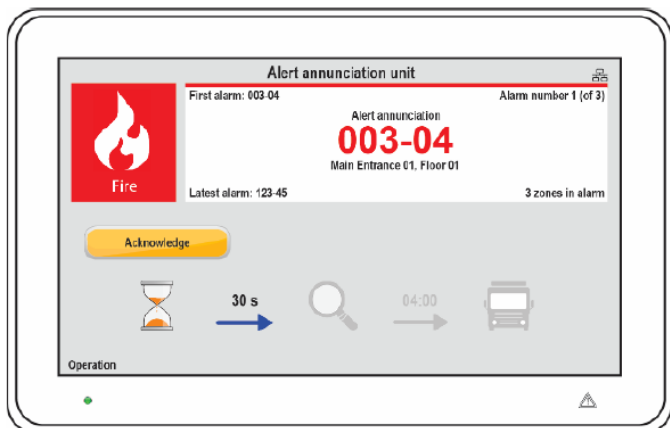 Alert annunciation unit
First alarm: 003-04
Alarm number 1 (of 3)
Alert annunciation
003-04
Main Entrance 01, Floor 01
Fire
Latest alarm: 123-45
3 zones in alarm
Acknowledge
30 s
04:00
Operation